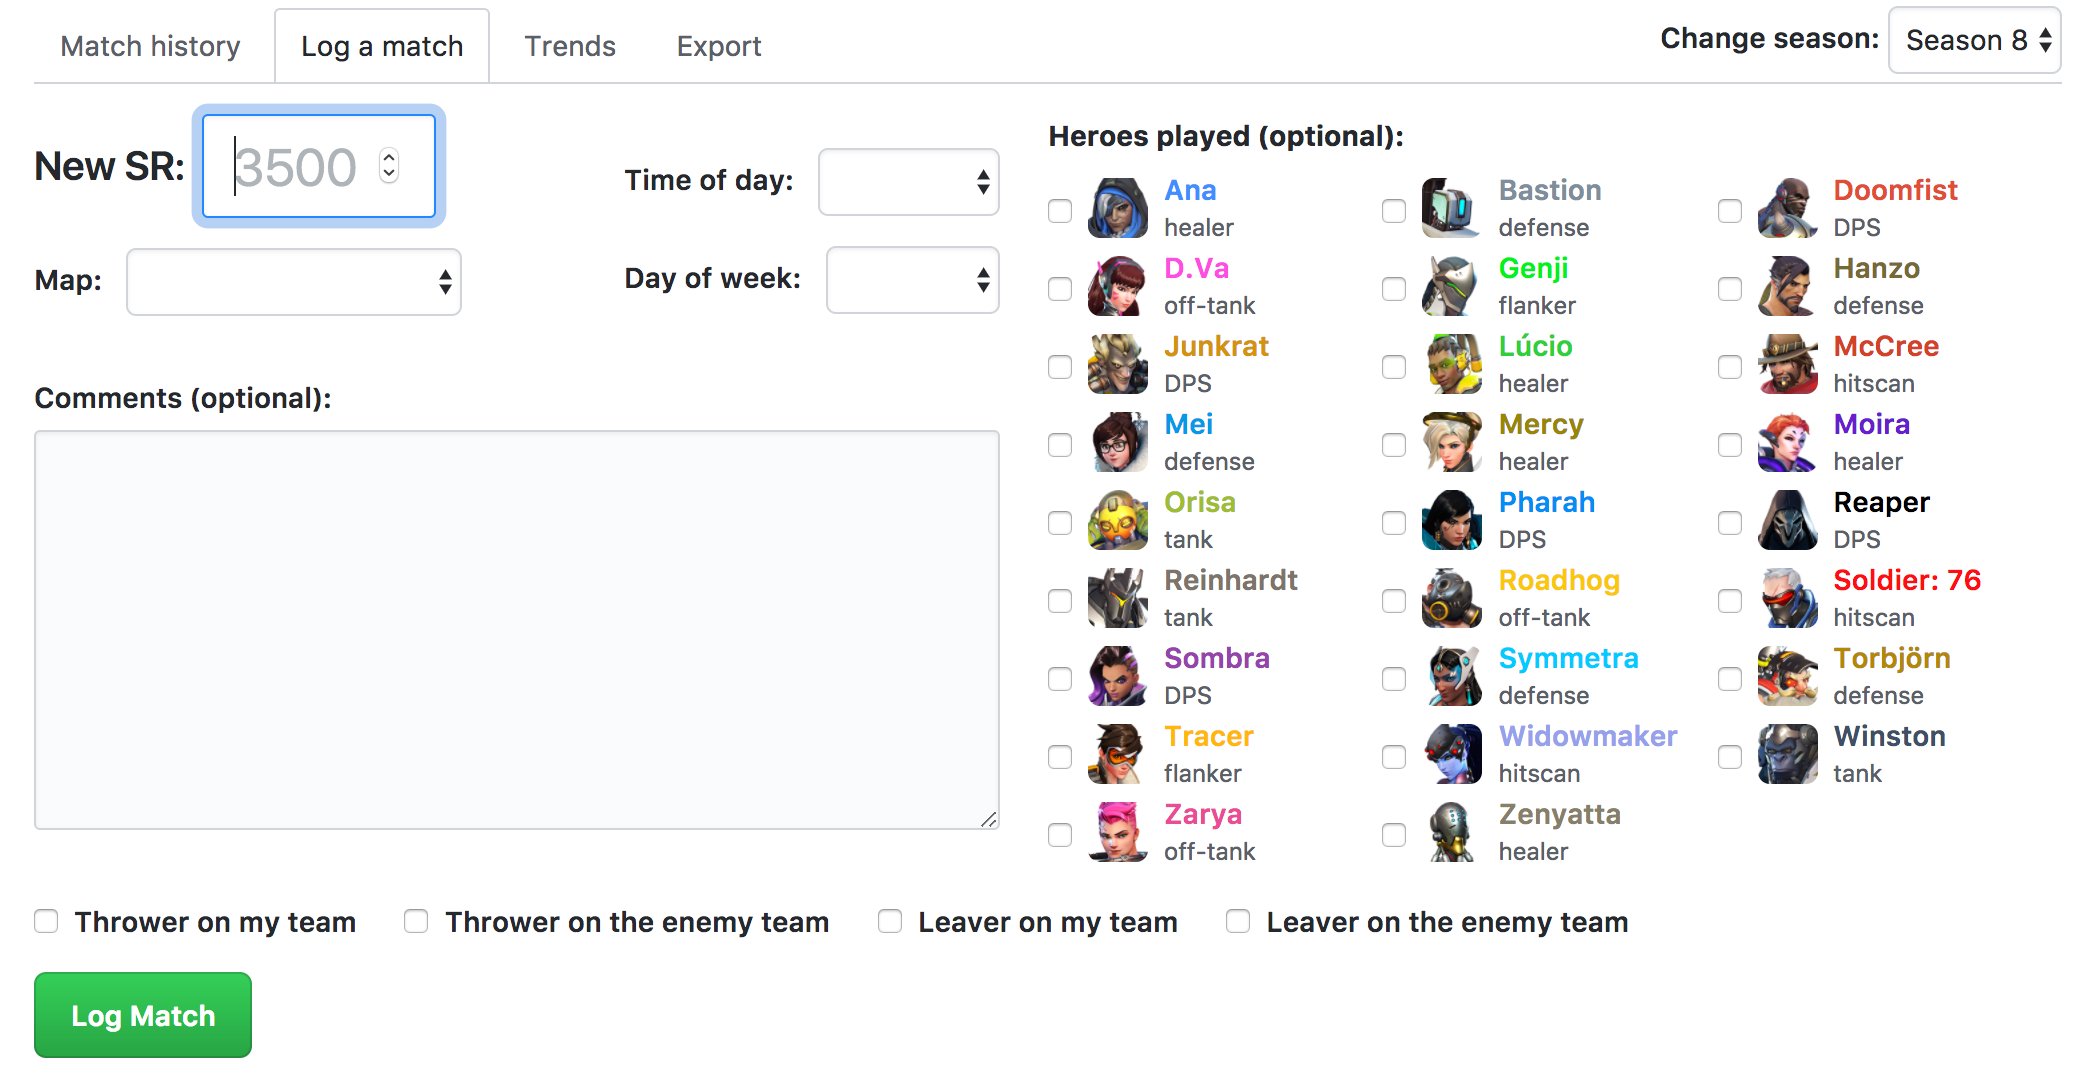 Match history
Log a match
Trends
Export
Change season:
Season 8
New SR:
3500
Time of day:
Map:
Day of week:
Comments (optional):
Heroes played (optional):
Ana
healer
Bastion
defense
Doomfist
DPS
D.Va
off-tank
Genji
flanker
Hanzo
defense
Junkrat
DPS
Lúcio
healer
McCree
hitscan
Mei
defense
Mercy
healer
Moira
healer
Orisa
tank
Pharah
DPS
Reaper
DPS
Reinhardt
tank
Roadhog
off-tank
Soldier: 76
hitscan
Sombra
DPS
Symmetra
defense
Torbjörn
defense
Tracer
flanker
Widowmaker
hitscan
Winston
tank
Zarya
off-tank
Zenyatta
healer
Thrower on my team
Thrower on the enemy team
Leaver on my team
Leaver on the enemy team
Log Match